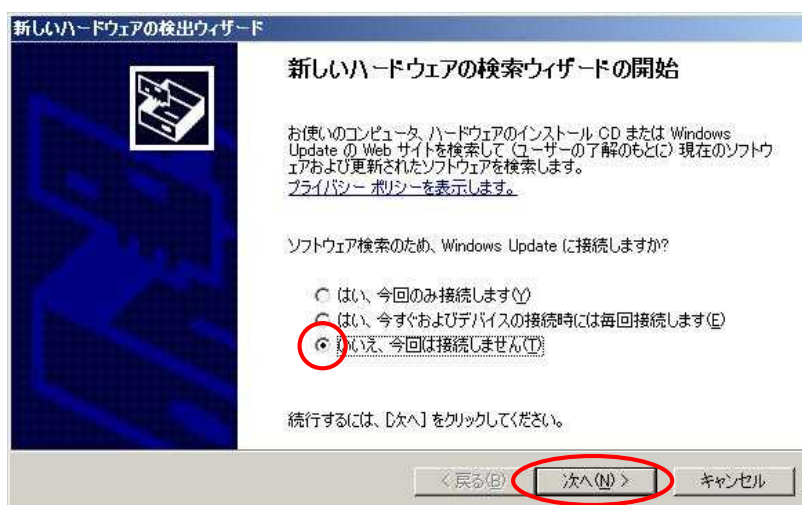 新しいハードウェアの検出ウィザード
新しいハードウェアの検索ウィザードの開始
お使いのコンピュータ、ハードウェアのインストール CD または Windows
Update の Web サイトを検索して (ユーザーの了解のもとに) 現在のソフトウ
ェアおよび更新されたソフトウェアを検索します。
プライバシー ポリシーを表示します。
ソフトウェア検索のため、Windows Update に接続しますか?
はい、今回のみ接続します(Y)
はい、今すぐおよびデバイスの接続時には毎回接続します(E)
いいえ、今回は接続しません(T)
続行するには、[次へ] をクリックしてください。
< 戻る(B) 次へ(N) > キャンセル